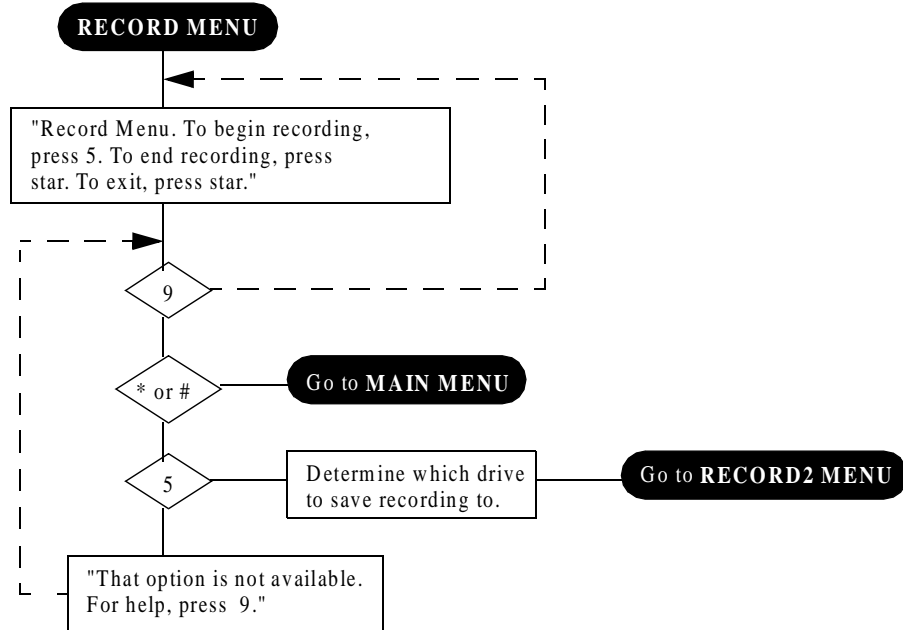 RECORD MENU
"Record Menu. To begin recording,
press 5. To end recording, press
star. To exit, press star."
9
* or #
Go to MAIN MENU
5
Determine which drive
to save recording to.
Go to RECORD2 MENU
"That option is not available.
For help, press 9."